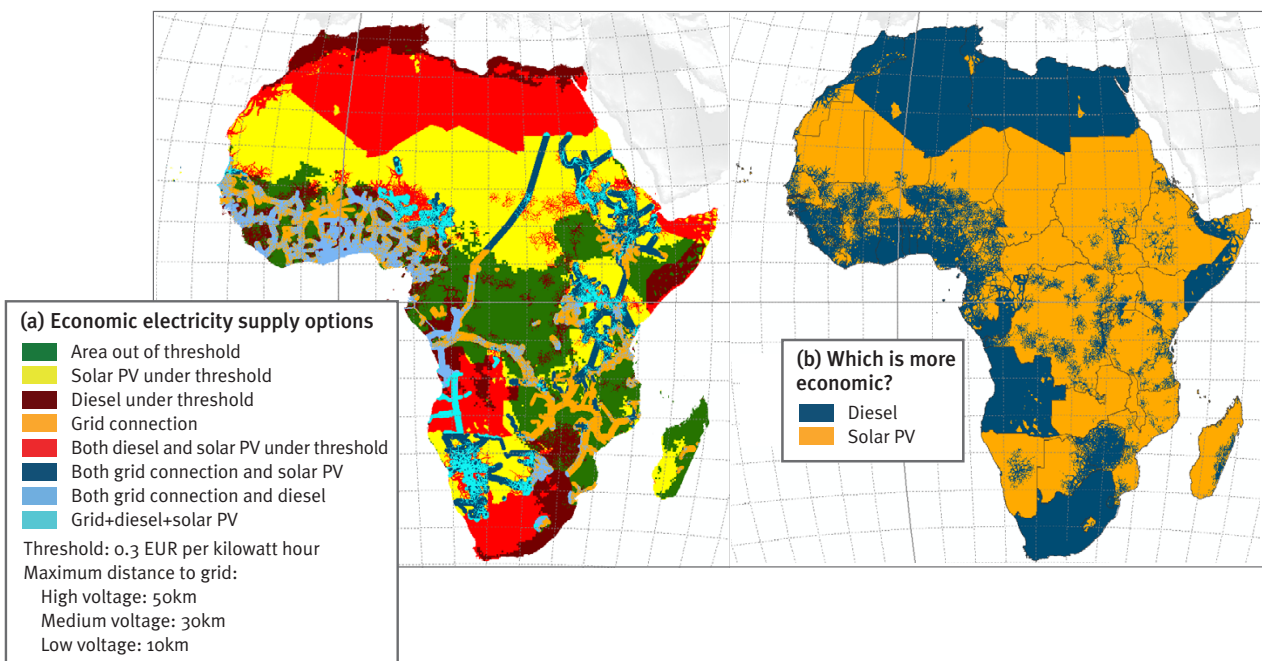 (a) Economic electricity supply options
Area out of threshold
Solar PV under threshold
Diesel under threshold
Grid connection
Both diesel and solar PV under threshold
Both grid connection and solar PV
Both grid connection and diesel
Grid+diesel+solar PV
Threshold: 0.3 EUR per kilowatt hour
Maximum distance to grid:
High voltage: 50km
Medium voltage: 30km
Low voltage: 10km
(b) Which is more
economic?
Diesel
Solar PV